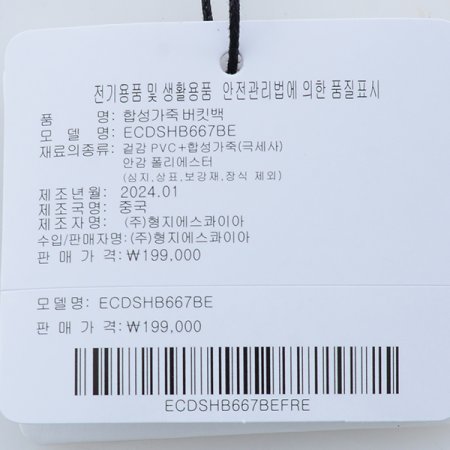 전기용품 및 생활용품 안전관리법에 의한 품질표시
품 명: 합성가죽 버킷백
모 델 명: ECDSHB667BE
재료의종류: 겉감 PVC+합성가죽(극세사)
안감 폴리에스터
(심지,상표,보강재,장식 제외)
제조년월: 2024.01
제조국명: 중국
제조자명: (주)형지에스콰이아
수입/판매자명:(주)형지에스콰이아
판 매 가 격: ₩199,000
모델명: ECDSHB667BE
판 매 가 격: ₩199,000
ECDSHB667BEFRE